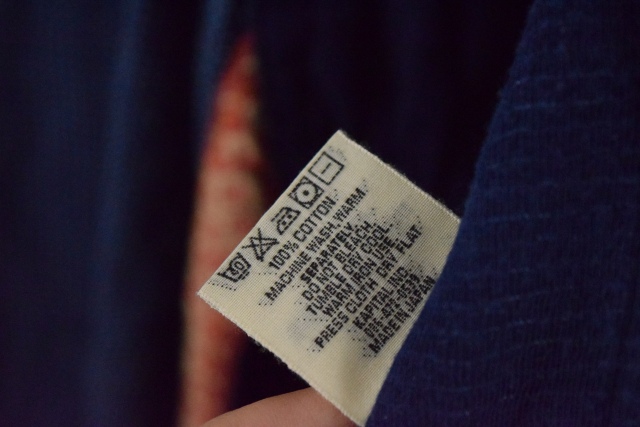 100% COTTON
MACHINE WASH WARM
SEPARATELY
DO NOT BLEACH
TUMBLE DRY COOL
WARM IRON USE
PRESS CLOTH DRY FLAT
KAPITAL INC.
MADE IN JAPAN